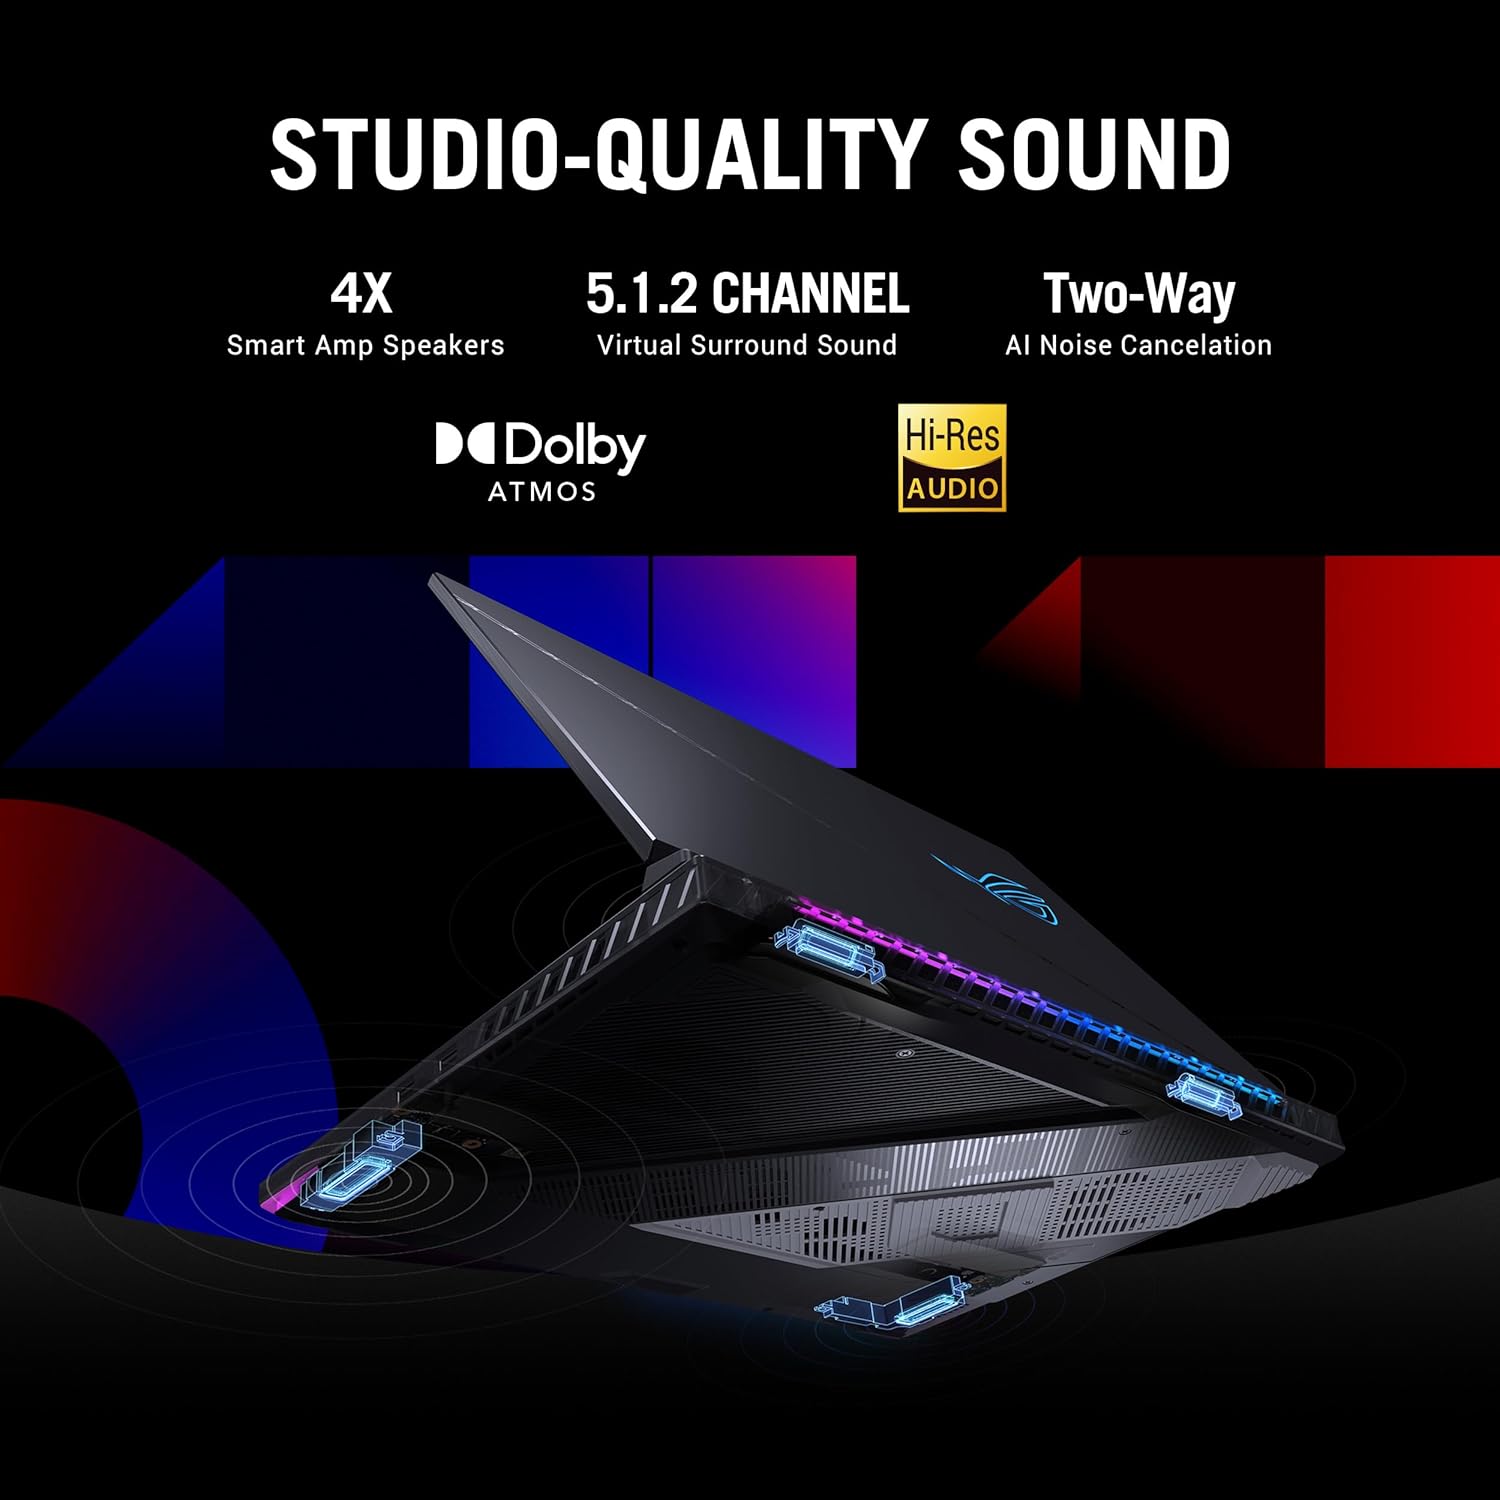 STUDIO-QUALITY SOUND
4X
Smart Amp Speakers
5.1.2 CHANNEL
Virtual Surround Sound
Two-Way
AI Noise Cancelation
Dolby
ATMOS
Hi-Res
AUDIO